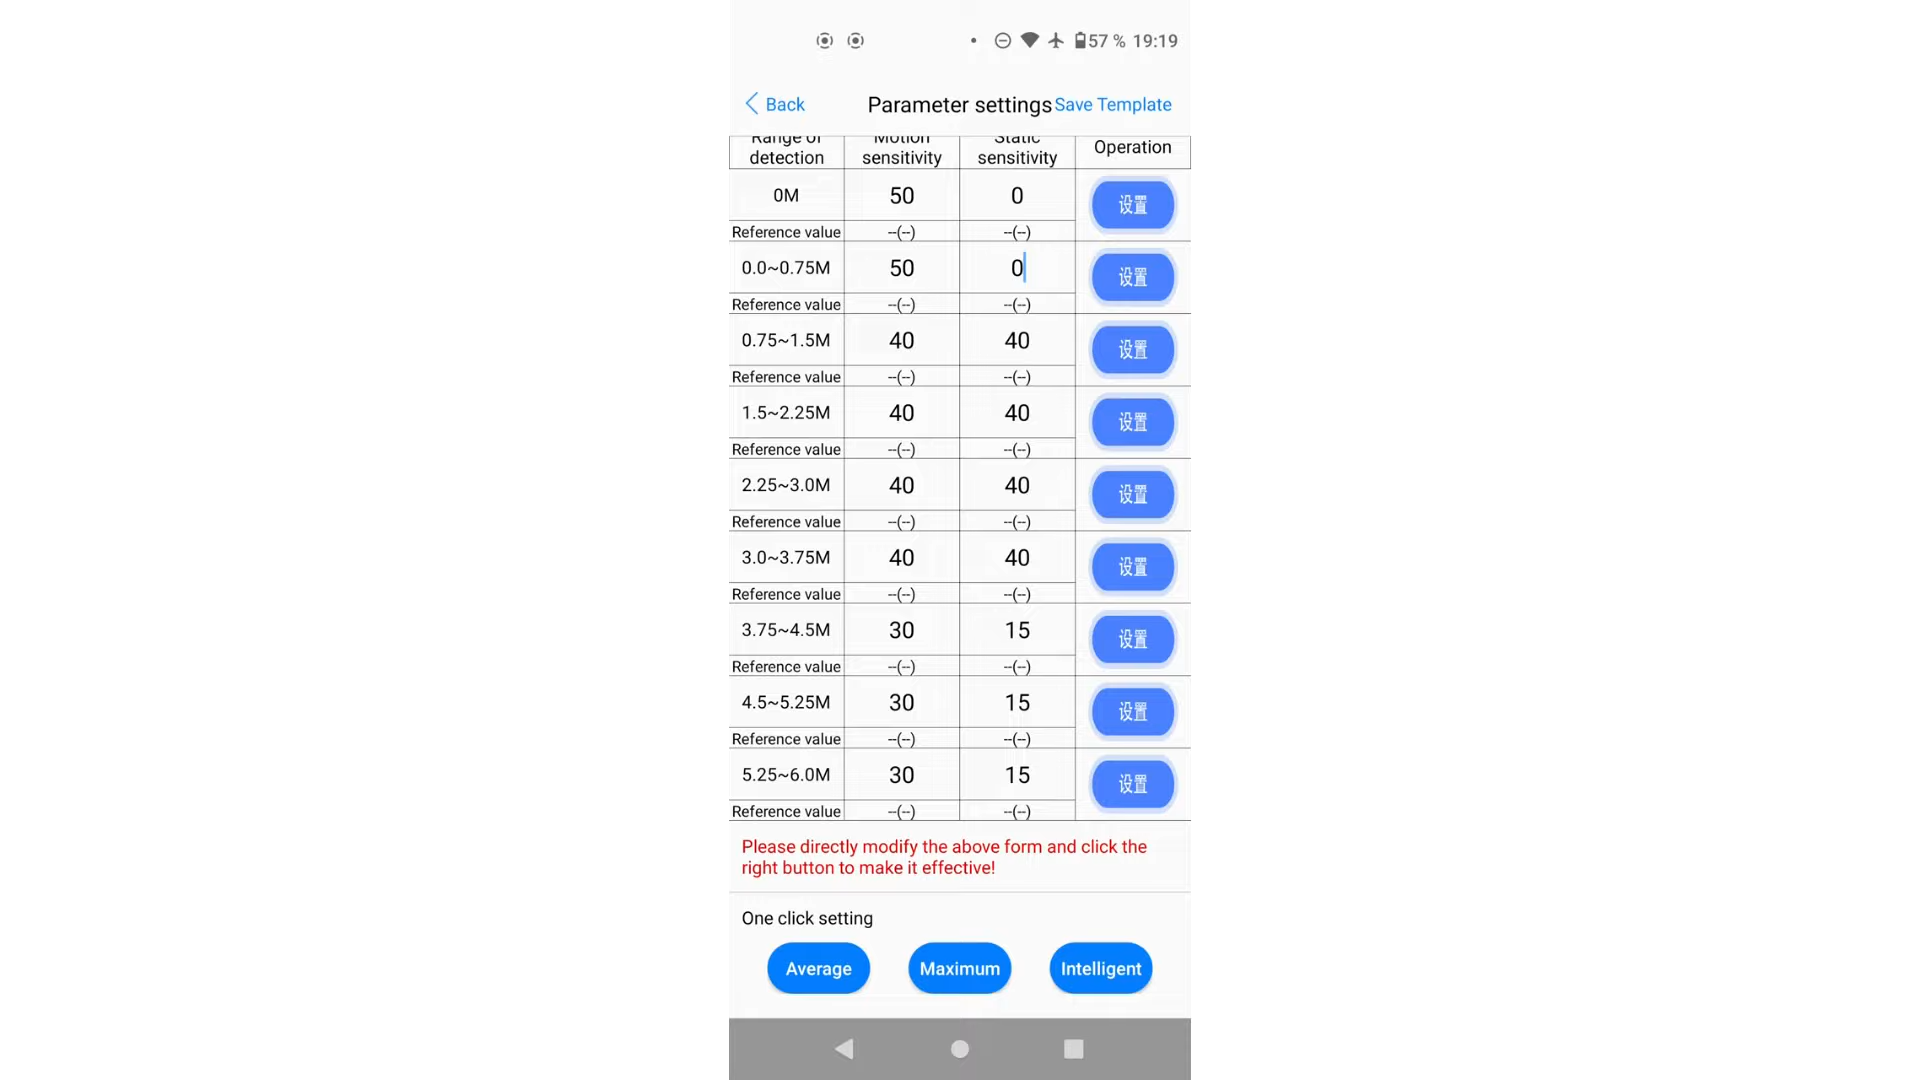 57 % 19:19
Back Parameter settings Save Template
Range of detection Motion sensitivity Static sensitivity Operation
0M 50 0 设置
Reference value --(--) --(--)
0.0~0.75M 50 0 设置
Reference value --(--) --(--)
0.75~1.5M 40 40 设置
Reference value --(--) --(--)
1.5~2.25M 40 40 设置
Reference value --(--) --(--)
2.25~3.0M 40 40 设置
Reference value --(--) --(--)
3.0~3.75M 40 40 设置
Reference value --(--) --(--)
3.75~4.5M 30 15 设置
Reference value --(--) --(--)
4.5~5.25M 30 15 设置
Reference value --(--) --(--)
5.25~6.0M 30 15 设置
Reference value --(--) --(--)
Please directly modify the above form and click the
right button to make it effective!
One click setting
Average Maximum Intelligent